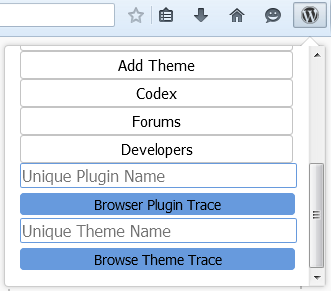 Add Theme
Codex
Forums
Developers
Unique Plugin Name
Browser Plugin Trace
Unique Theme Name
Browse Theme Trace